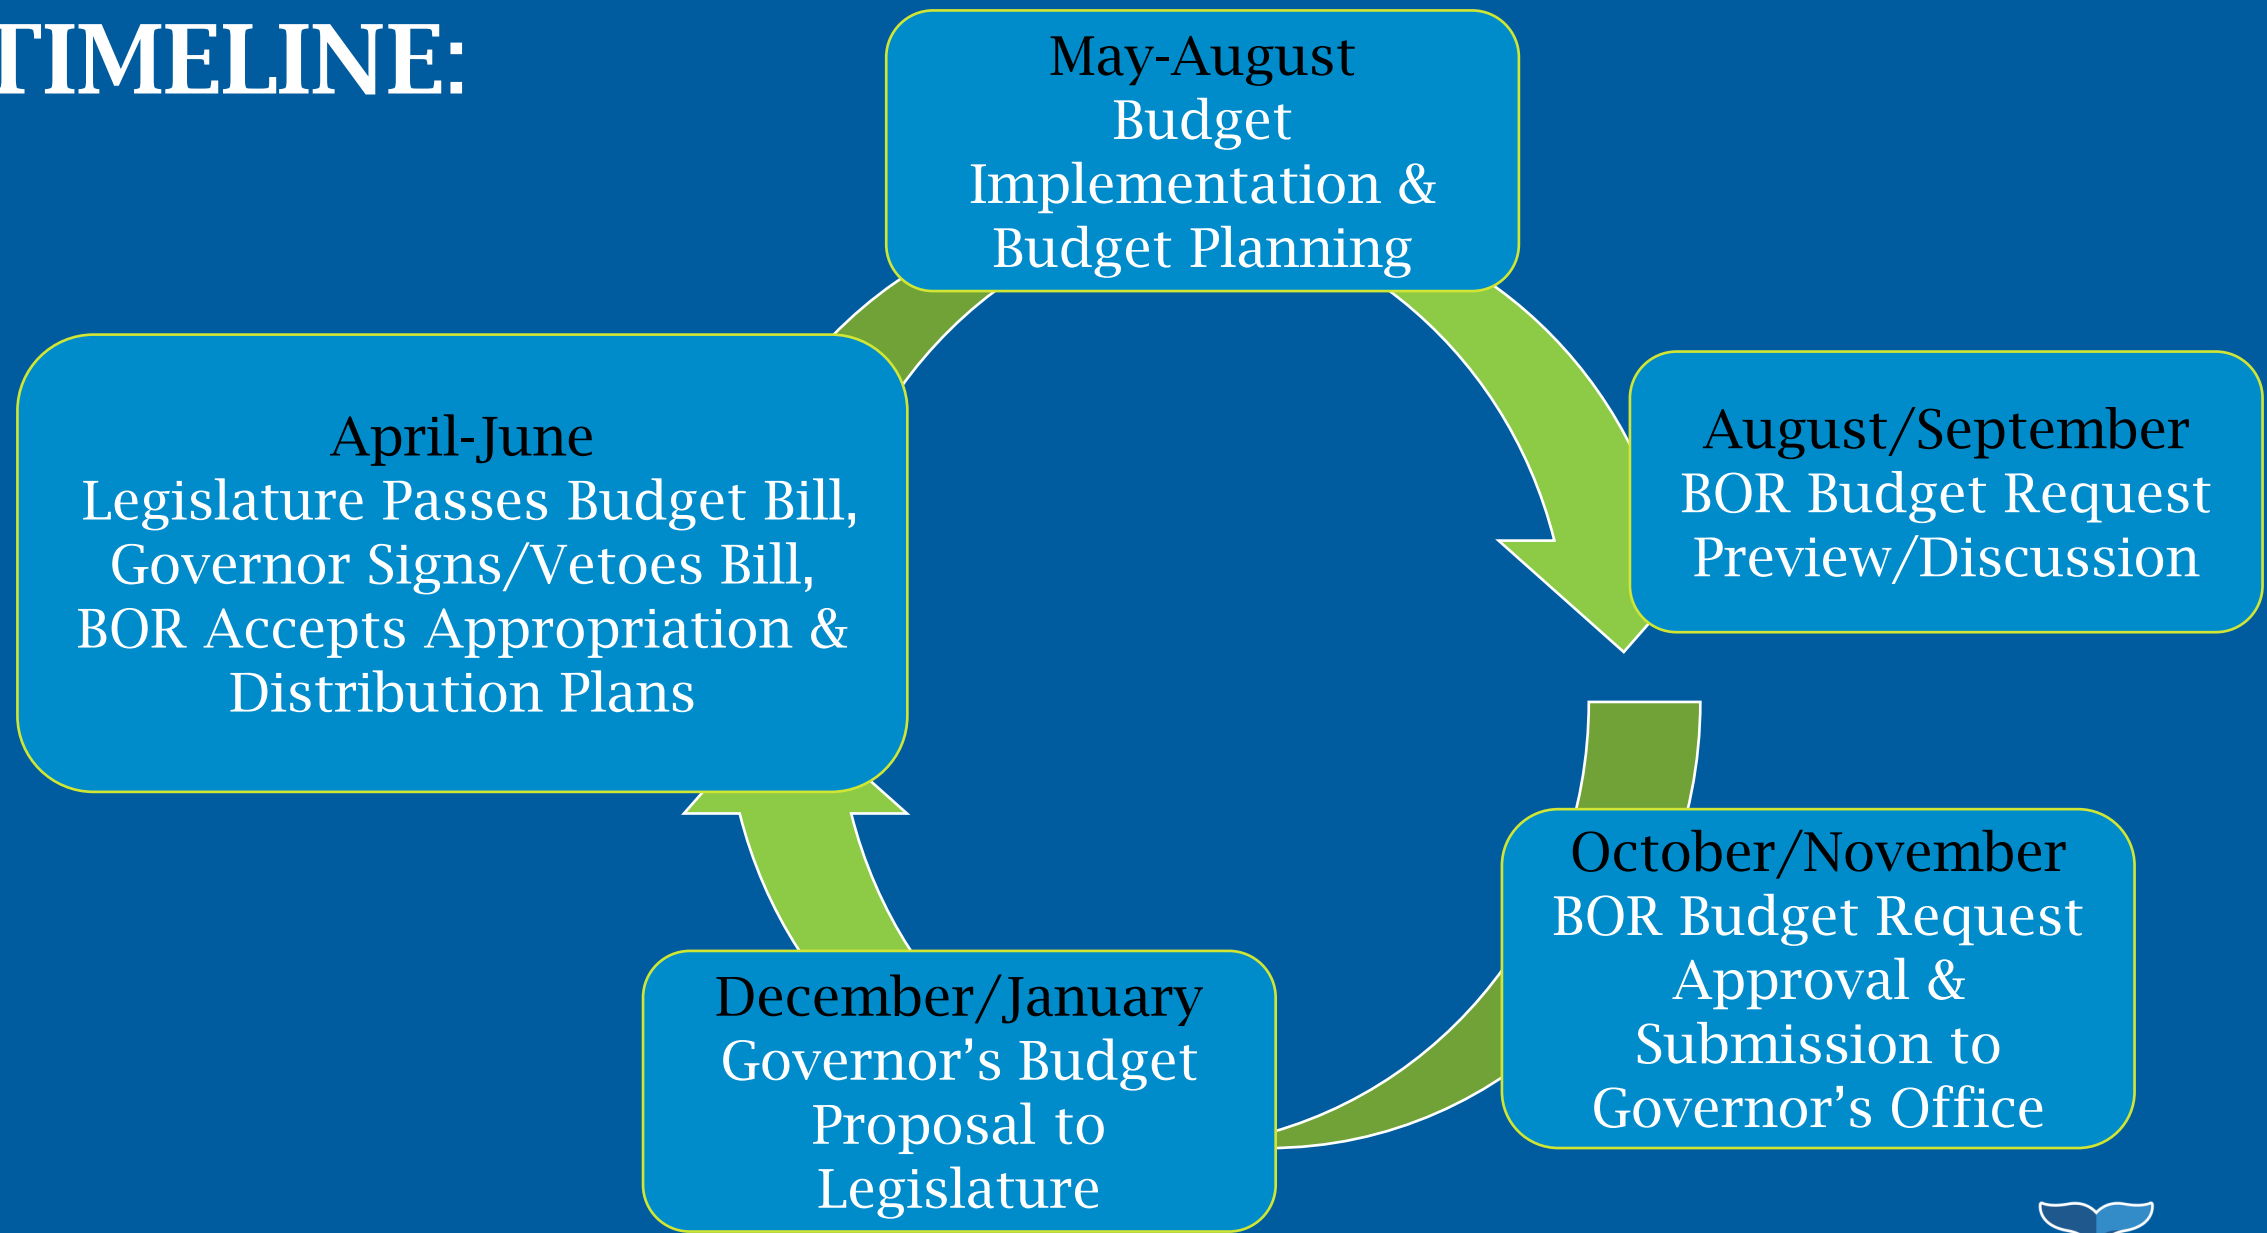 TIMELINE:
May-August
Budget
Implementation &
Budget Planning
August/September
BOR Budget Request
Preview/Discussion
October/November
BOR Budget Request
Approval &
Submission to
Governor’s Office
December/January
Governor’s Budget
Proposal to
Legislature
April-June
Legislature Passes Budget Bill,
Governor Signs/Vetoes Bill,
BOR Accepts Appropriation &
Distribution Plans